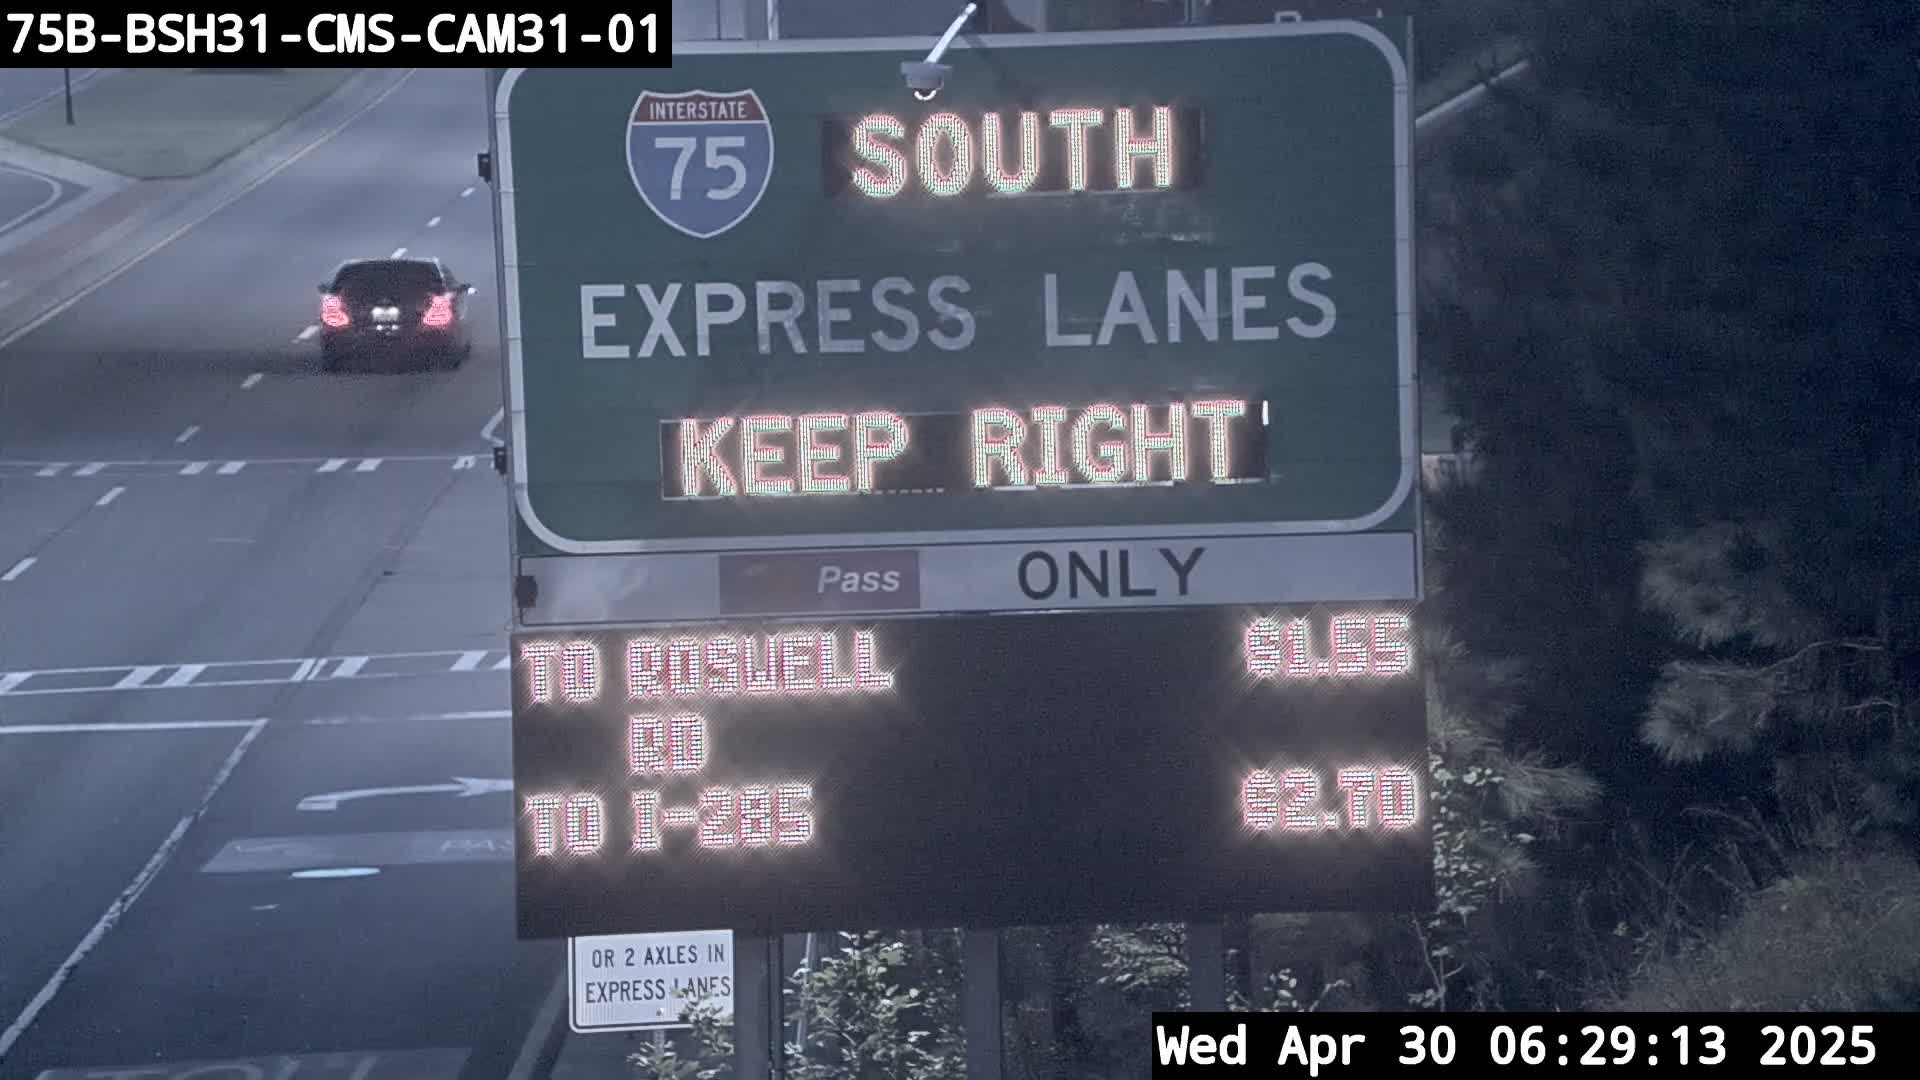 75B-BSH31-CMS-CAM31-01
INTERSTATE
75
SOUTH
EXPRESS LANES
KEEP RIGHT
Pass ONLY
TO ROSWELL $1.55
RD
TO I-285 $2.70
OR 2 AXLES IN
EXPRESS LANES
Wed Apr 30 06:29:13 2025